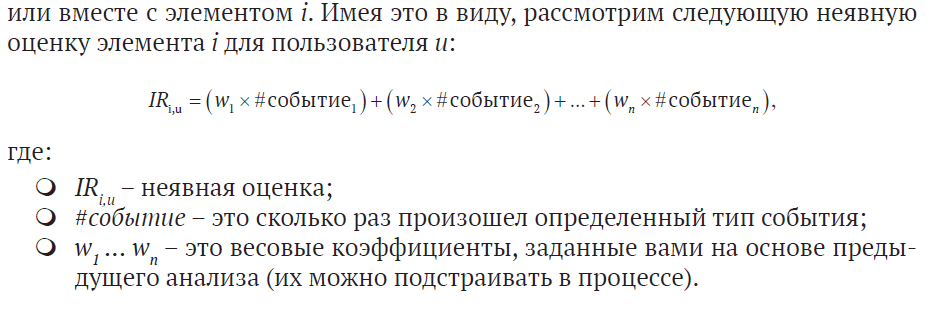 или вместе с элементом i. Имея это в виду, рассмотрим следующую неявную
оценку элемента i для пользователя u:
IR_{i,u} = (w_1 × #событие_1) + (w_2 × #событие_2) + ... + (w_n × #событие_n),
где:
❍ IR_{i,u} – неявная оценка;
❍ #событие – это сколько раз произошел определенный тип события;
❍ w_1 ... w_n – это весовые коэффициенты, заданные вами на основе преды-
дущего анализа (их можно подстраивать в процессе).